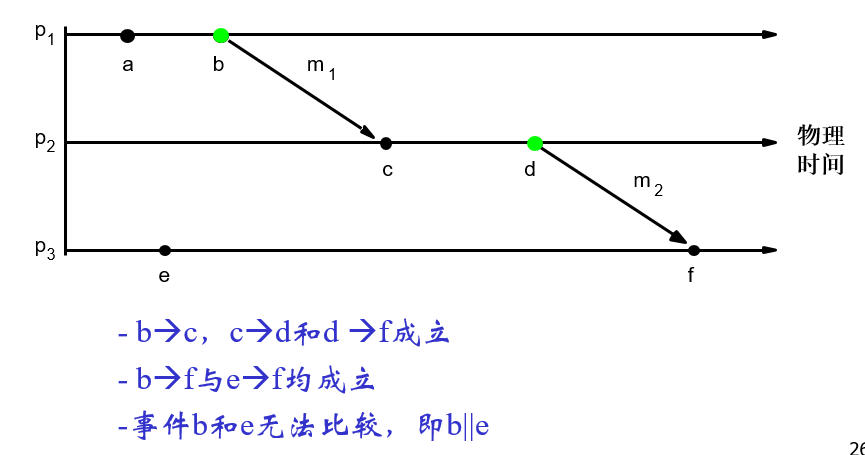 p1
a
b
m1
p2
c
d
m2
物理
时间
p3
e
f
- b→c，c→d和d →f成立
- b→f与e→f均成立
-事件b和e无法比较，即b||e
26